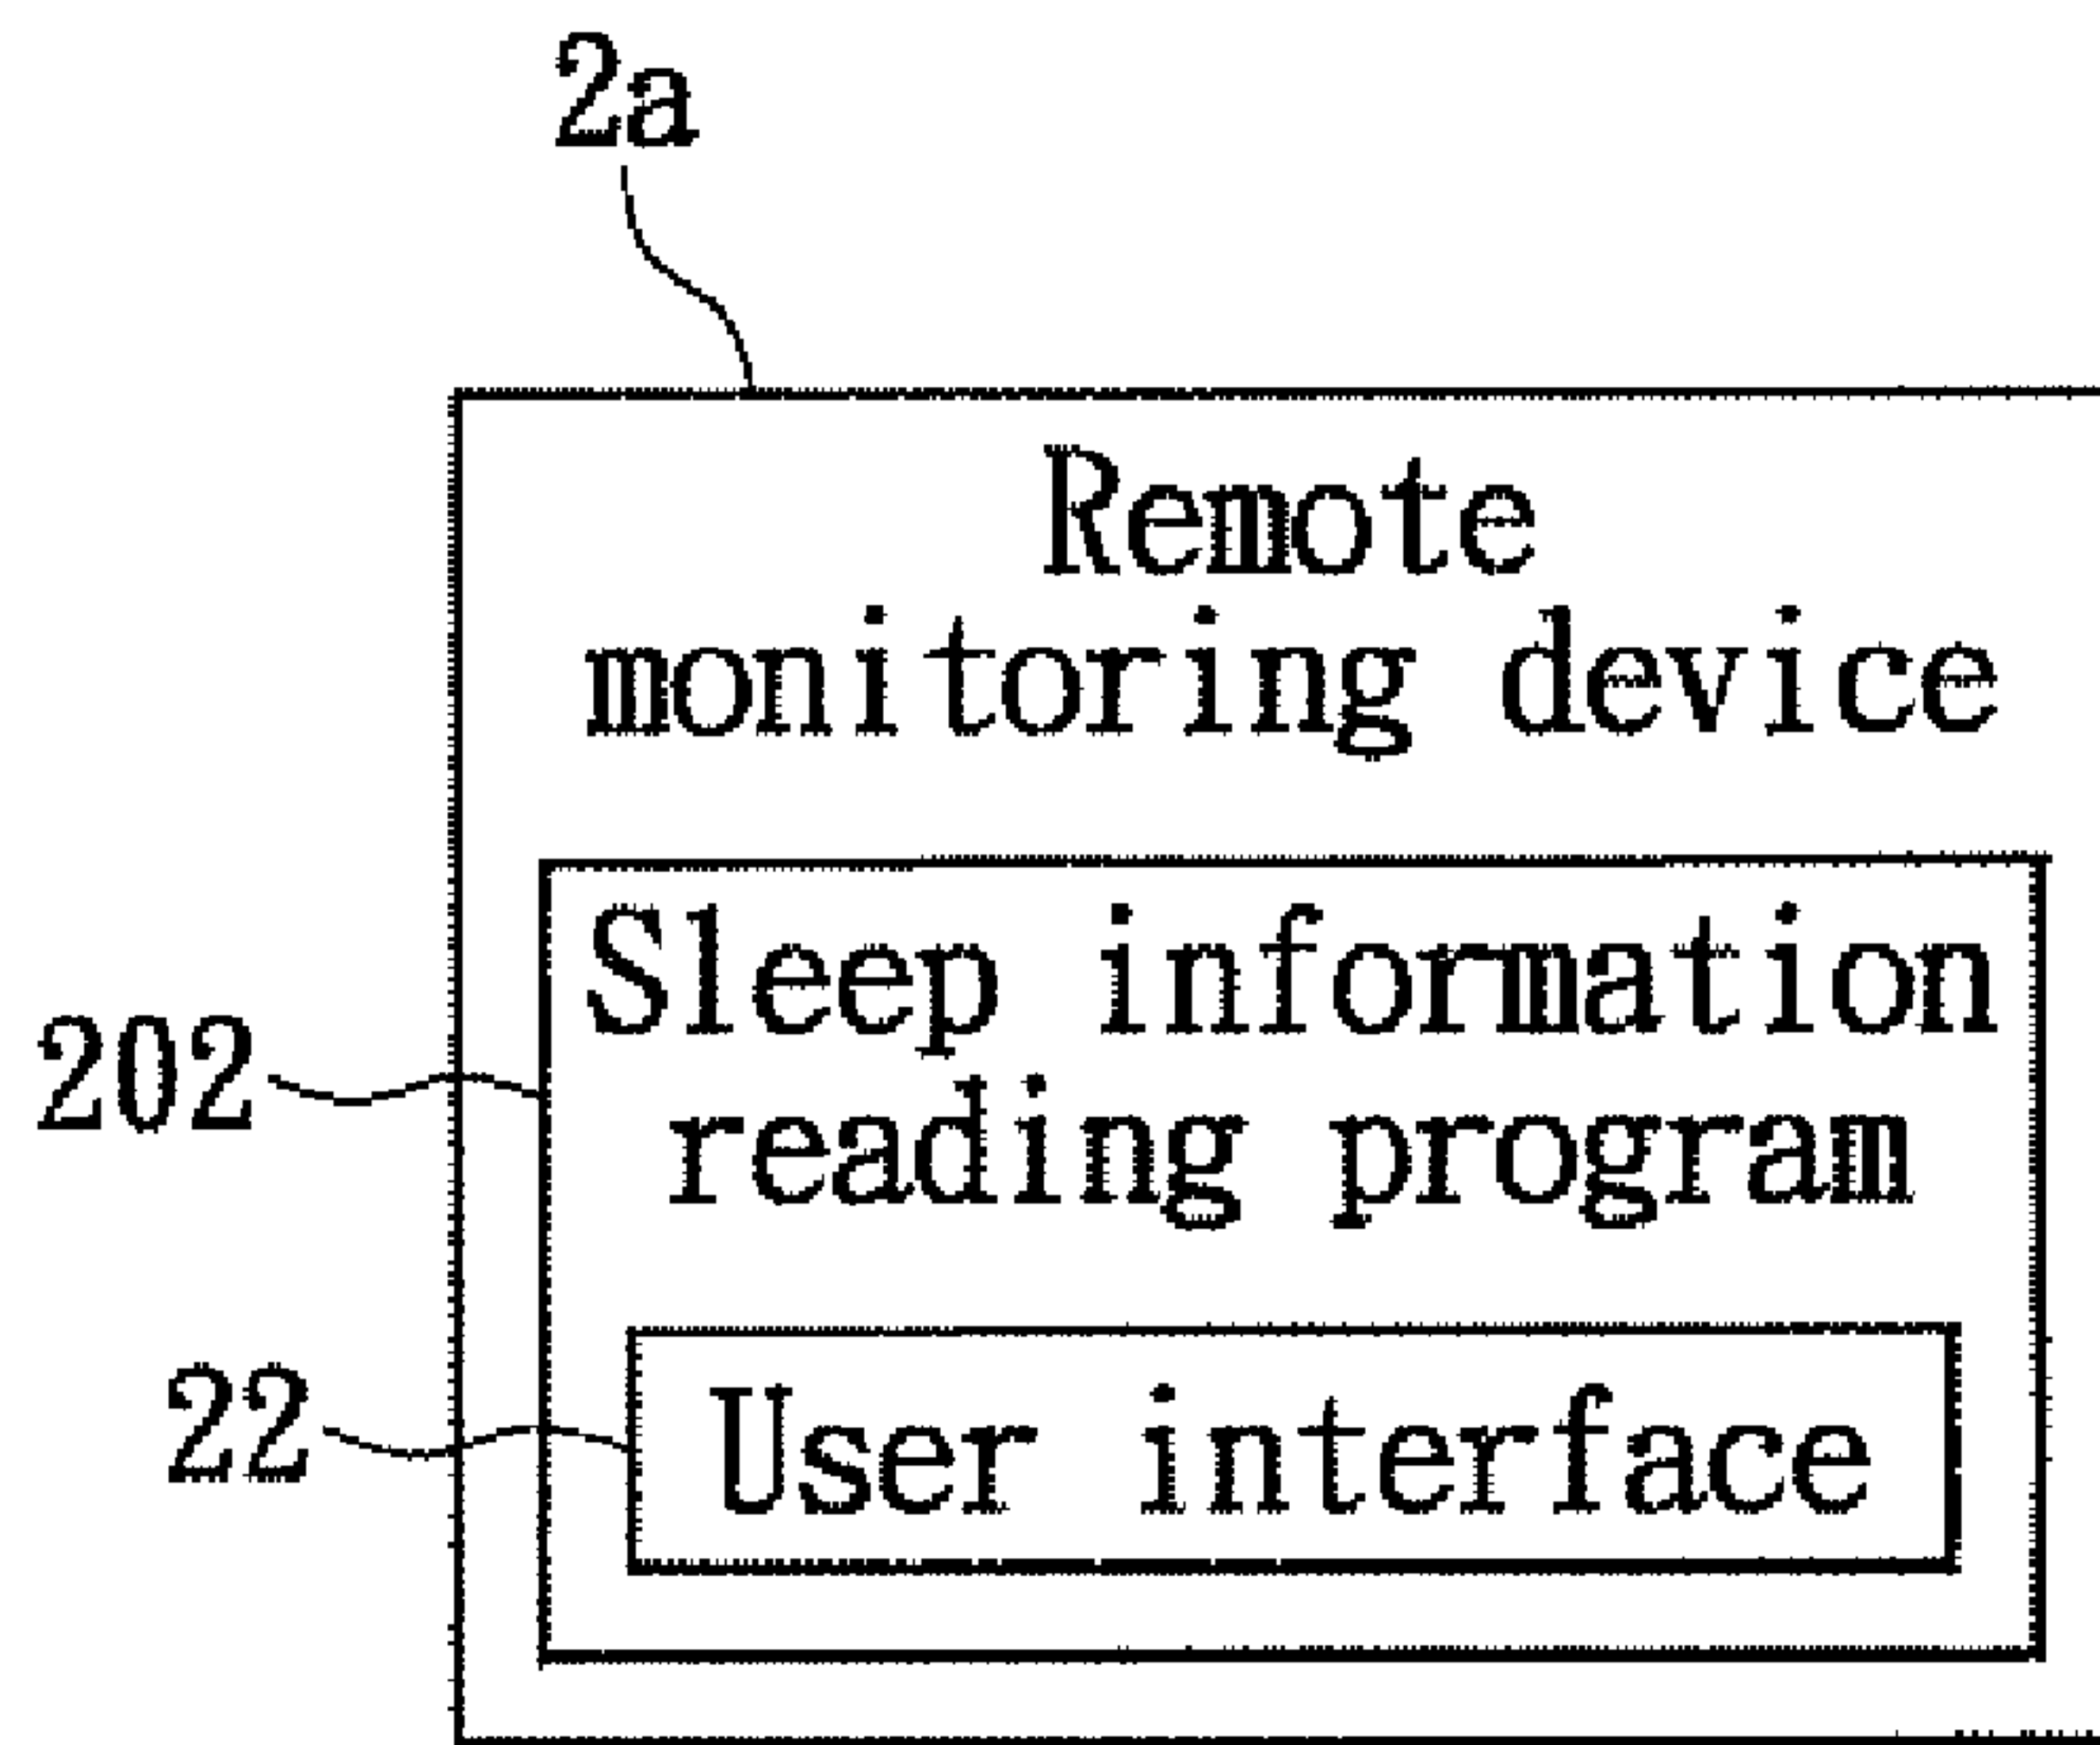 2a
Remote
monitoring device
Sleep information
202
reading program
22
User interface